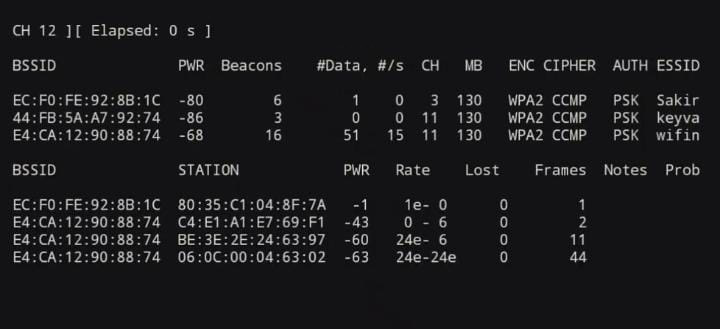 CH 12 ][ Elapsed: 0 s ]
BSSID PWR Beacons #Data, #/s CH MB ENC CIPHER AUTH ESSID
EC:F0:FE:92:8B:1C -80 6 1 0 3 130 WPA2 CCMP PSK Sakir
44:FB:5A:A7:92:74 -86 3 0 0 11 130 WPA2 CCMP PSK keyva
E4:CA:12:90:88:74 -68 16 51 15 11 130 WPA2 CCMP PSK wifin
BSSID STATION PWR Rate Lost Frames Notes Prob
EC:F0:FE:92:8B:1C 80:35:C1:04:8F:7A -1 1e- 0 0 1
E4:CA:12:90:88:74 C4:E1:A1:E7:69:F1 -43 0 - 6 0 2
E4:CA:12:90:88:74 BE:3E:2E:24:63:97 -60 24e- 6 0 11
E4:CA:12:90:88:74 06:0C:00:04:63:02 -63 24e-24e 0 44